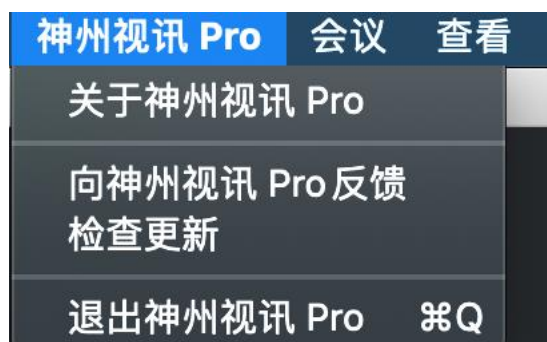 神州视讯 Pro 会议 查看
关于神州视讯 Pro
向神州视讯 Pro反馈
检查更新
退出神州视讯 Pro ⌘Q